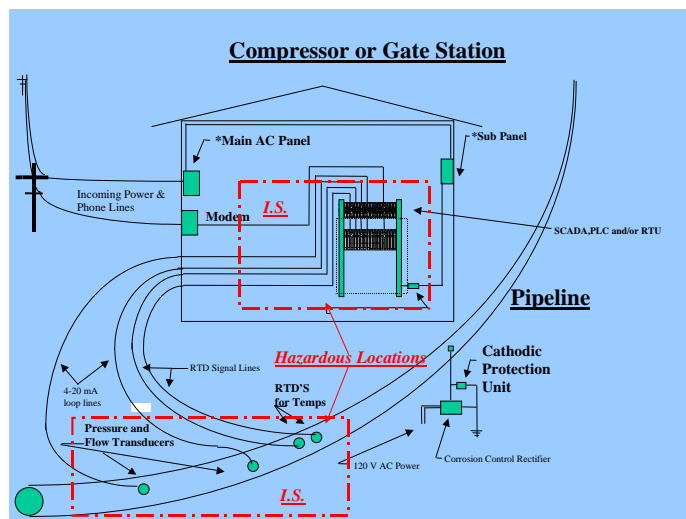 Compressor or Gate Station
*Main AC Panel
*Sub Panel
Incoming Power &
Phone Lines
Modem
I.S.
SCADA,PLC and/or RTU
Pipeline
Hazardous Locations
Cathodic
Protection
Unit
RTD Signal Lines
4-20 mA
loop lines
RTD'S
for Temps
Pressure and
Flow Transducers
120 V AC Power
Corrosion Control Rectifier
I.S.